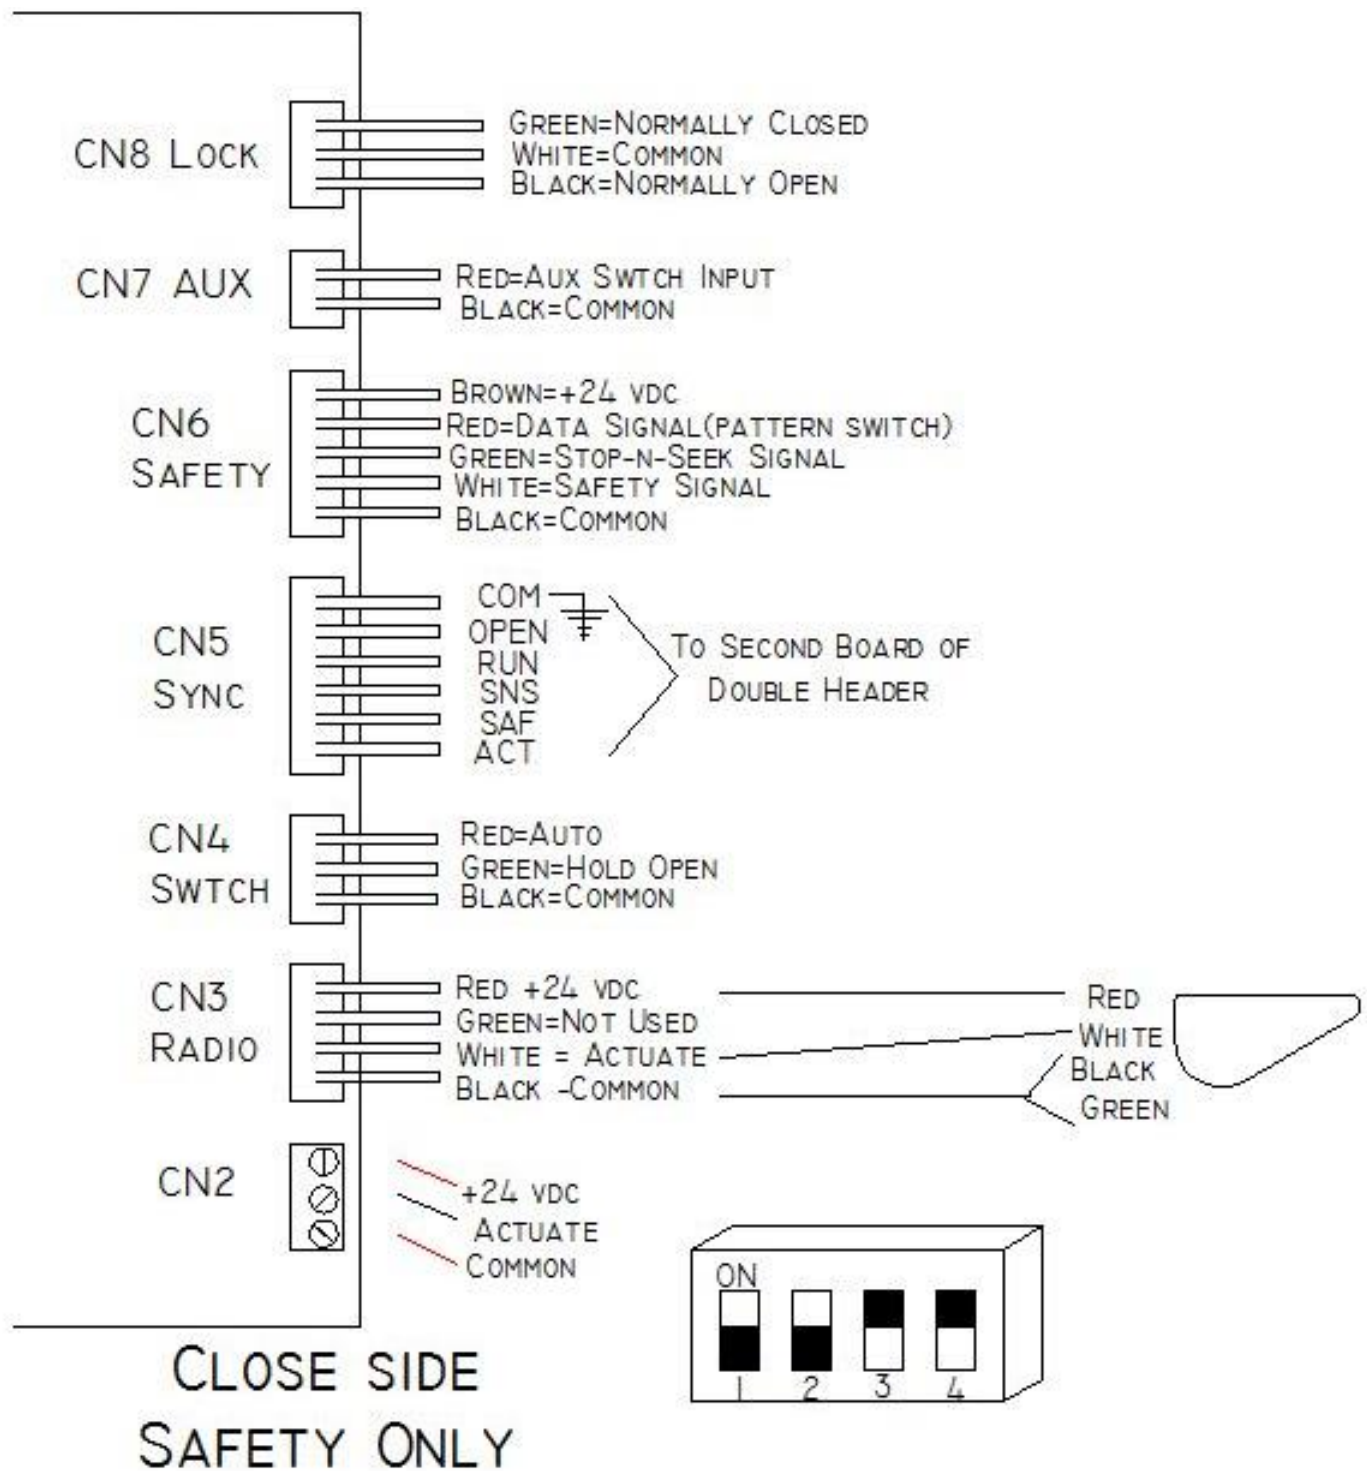 CN8 LOCK
GREEN=NORMALLY CLOSED
WHITE=COMMON
BLACK=NORMALLY OPEN
CN7 AUX
RED=AUX SWTCH INPUT
BLACK=COMMON
CN6
SAFETY
BROWN=+24 VDC
RED=DATA SIGNAL(PATTERN SWITCH)
GREEN=STOP-N-SEEK SIGNAL
WHITE=SAFETY SIGNAL
BLACK=COMMON
CN5
SYNC
COM
OPEN
RUN
SNS
SAF
ACT
TO SECOND BOARD OF
DOUBLE HEADER
CN4
SWTCH
RED=AUTO
GREEN=HOLD OPEN
BLACK=COMMON
CN3
RADIO
RED +24 VDC
GREEN=NOT USED
WHITE = ACTUATE
BLACK -COMMON
RED
WHITE
BLACK
GREEN
CN2
+24 VDC
ACTUATE
COMMON
ON
1 2 3 4
CLOSE SIDE
SAFETY ONLY